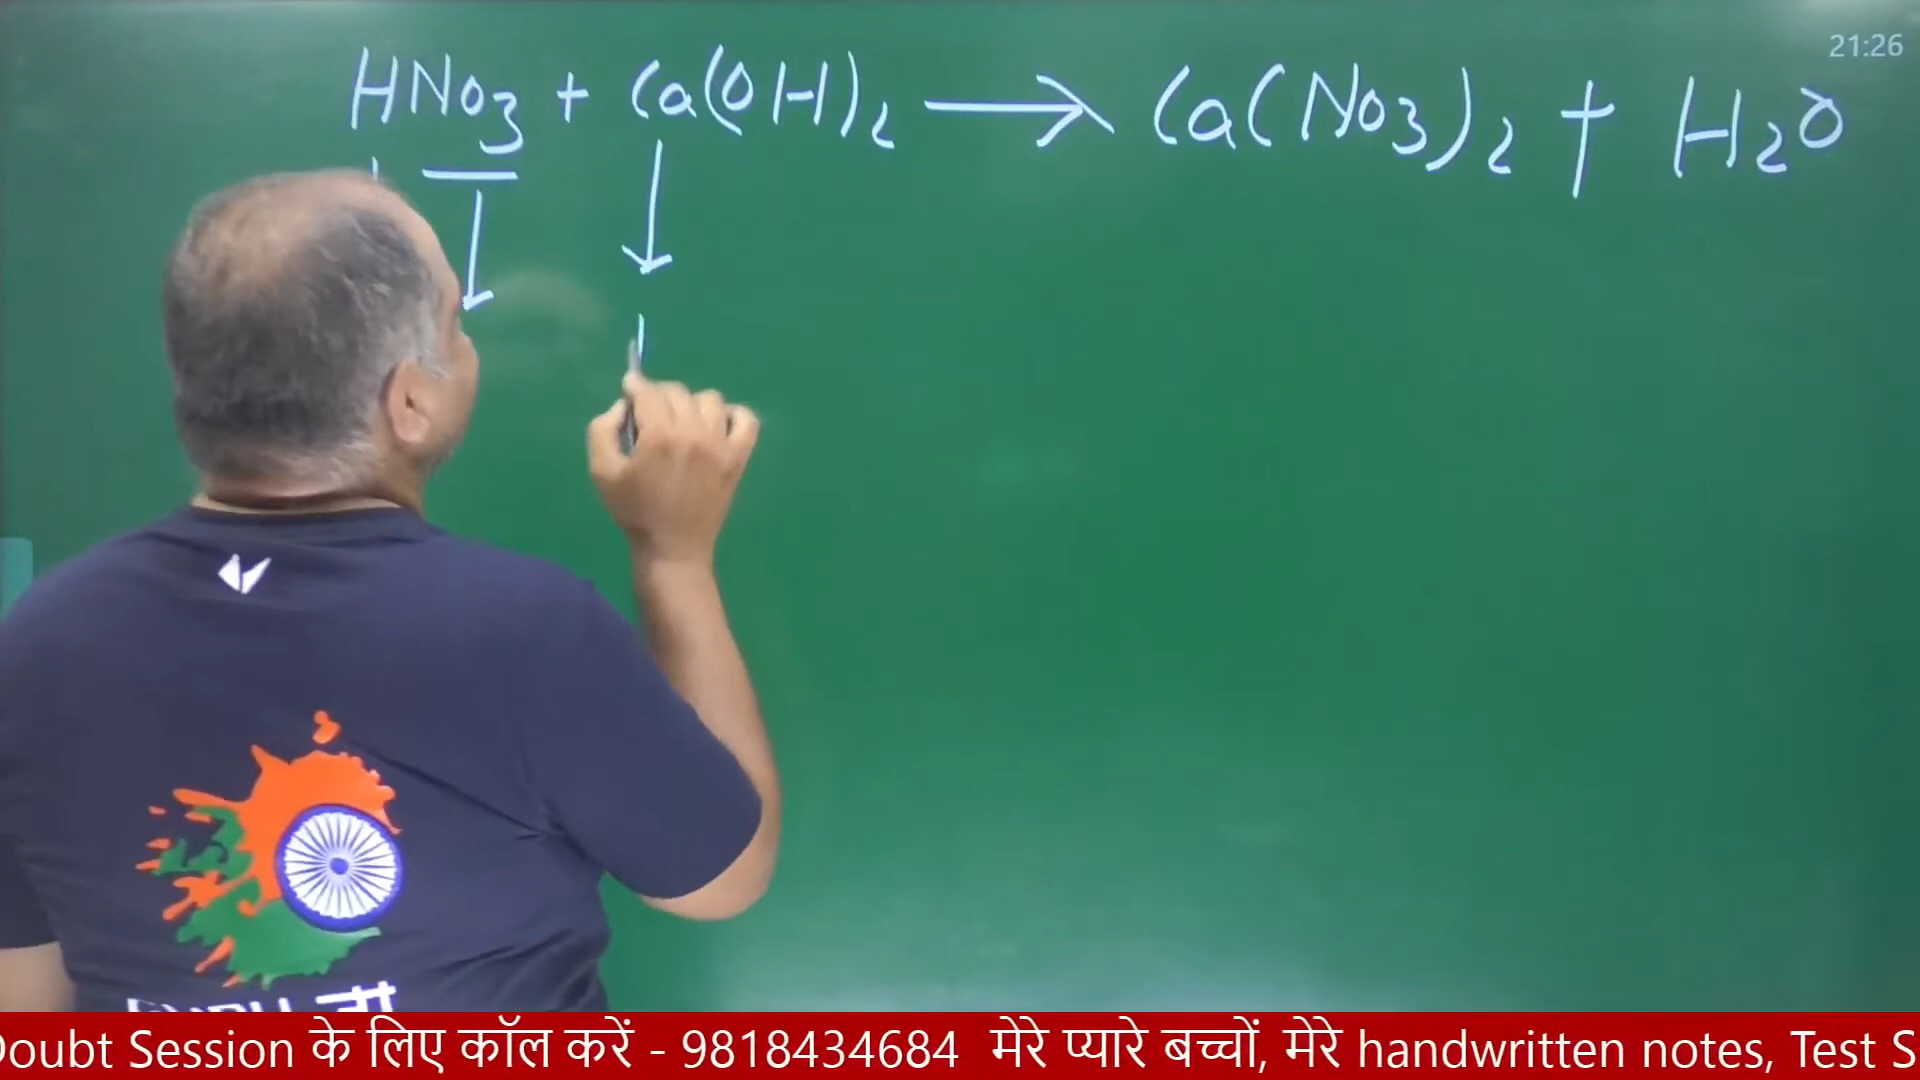 21:26
HNO3 + Ca(OH)2 → Ca(NO3)2 + H2O
जी
Doubt Session के लिए कॉल करें - 9818434684 मेरे प्यारे बच्चों, मेरे handwritten notes, Test S